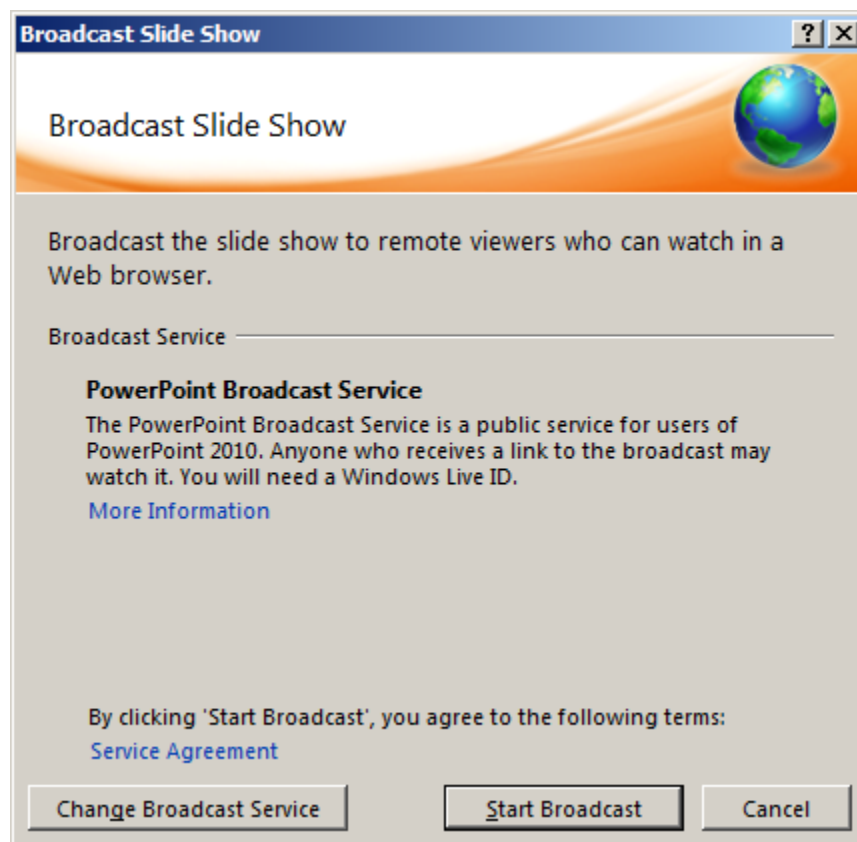 Broadcast Slide Show
Broadcast Slide Show
Broadcast the slide show to remote viewers who can watch in a
Web browser.
Broadcast Service
PowerPoint Broadcast Service
The PowerPoint Broadcast Service is a public service for users of
PowerPoint 2010. Anyone who receives a link to the broadcast may
watch it. You will need a Windows Live ID.
More Information
By clicking 'Start Broadcast', you agree to the following terms:
Service Agreement
Change Broadcast Service
Start Broadcast
Cancel